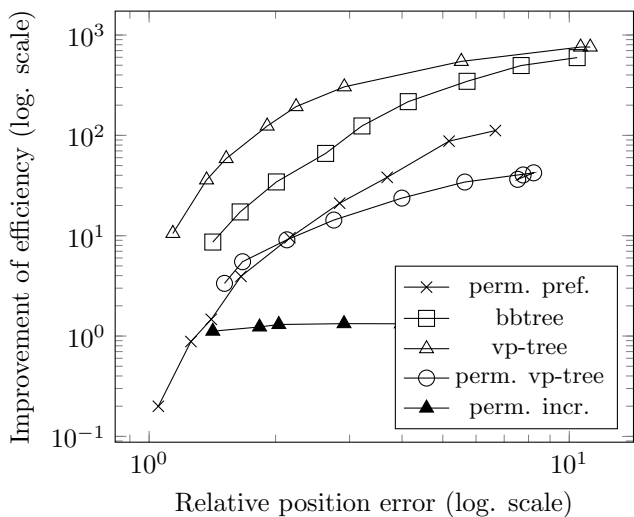 Improvement of efficiency (log. scale)
10³
10²
10¹
10⁰
10⁻¹
perm. pref.
bbtree
vp-tree
perm. vp-tree
perm. incr.
10⁰
10¹
Relative position error (log. scale)